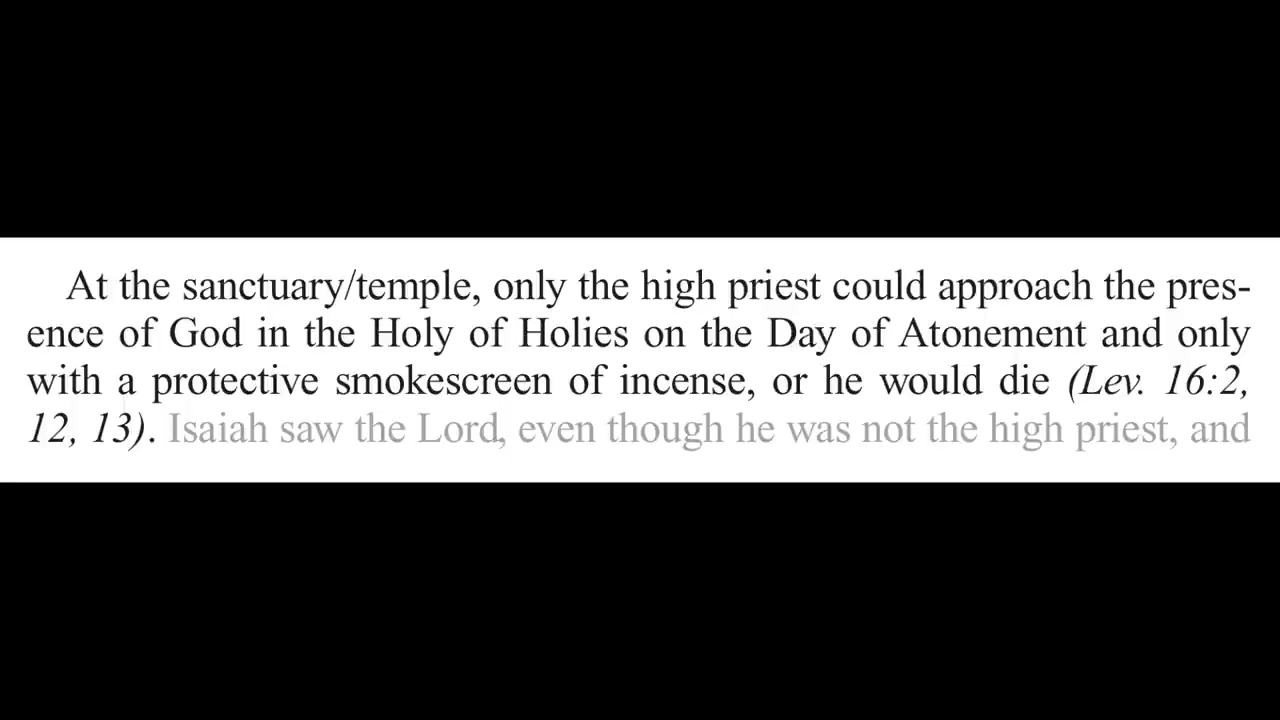 At the sanctuary/temple, only the high priest could approach the pres-
ence of God in the Holy of Holies on the Day of Atonement and only
with a protective smokescreen of incense, or he would die (Lev. 16:2,
12, 13). Isaiah saw the Lord, even though he was not the high priest, and